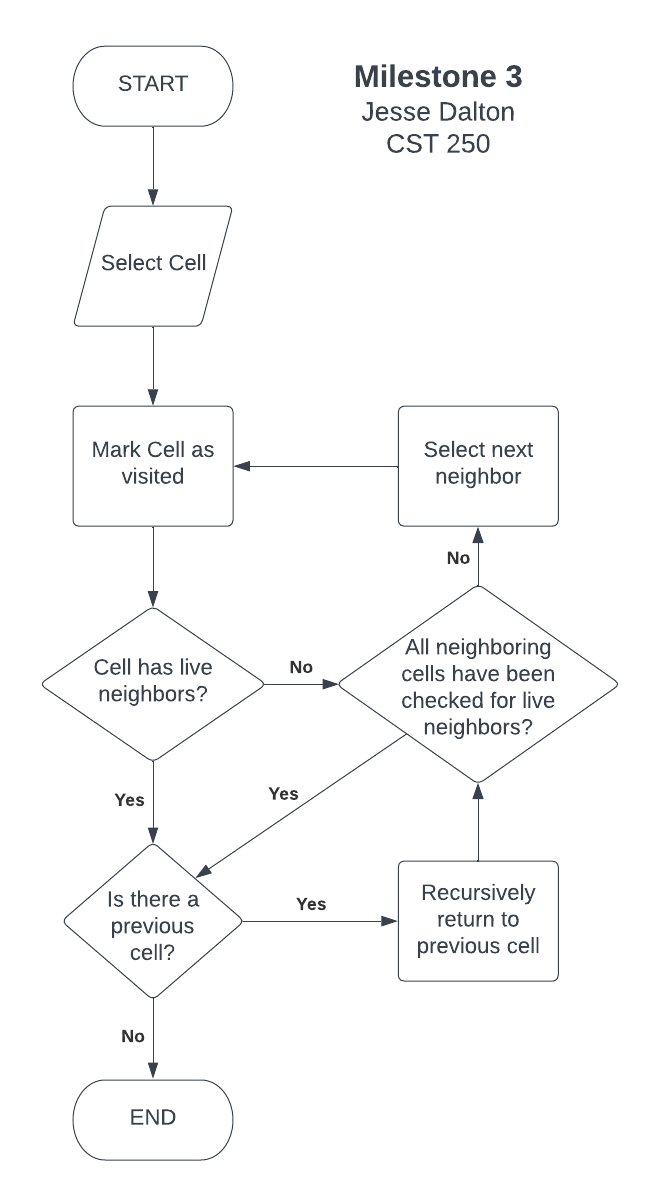 START
Milestone 3
Jesse Dalton
CST 250
Select Cell
Mark Cell as
visited
Select next
neighbor
No
Cell has live
neighbors?
No
All neighboring
cells have been
checked for live
neighbors?
Yes
Yes
Is there a
previous
cell?
Yes
Recursively
return to
previous cell
No
END